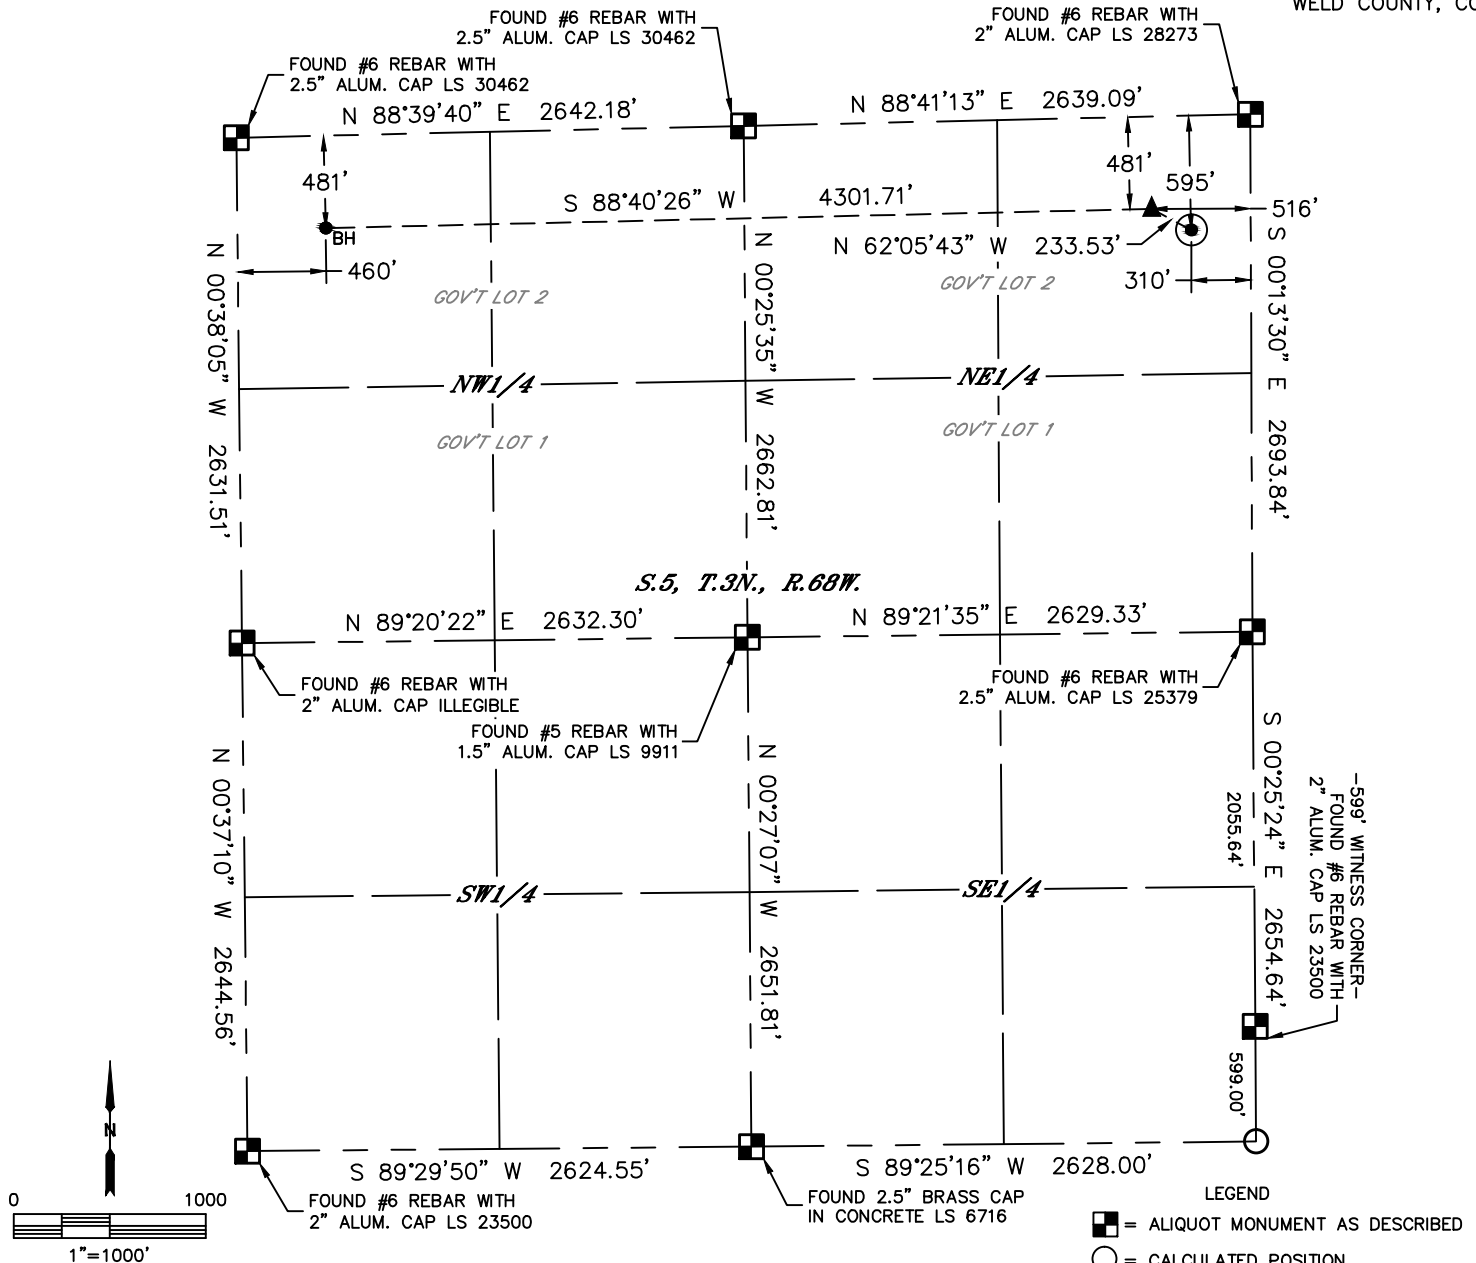 WELD COUNTY, CO
FOUND #6 REBAR WITH
2.5" ALUM. CAP LS 30462
FOUND #6 REBAR WITH
2" ALUM. CAP LS 28273
FOUND #6 REBAR WITH
2.5" ALUM. CAP LS 30462
N 88°39'40" E 2642.18'
N 88°41'13" E 2639.09'
481'
481'
595'
S 88°40'26" W 4301.71'
516'
BH
N 62°05'43" W 233.53'
460'
310'
GOV'T LOT 2
GOV'T LOT 2
N 00°38'05" W 2631.51'
N 00°25'35" W 2662.81'
S 00°13'30" E 2693.84'
NW1/4
NE1/4
GOV'T LOT 1
GOV'T LOT 1
S.5, T.3N., R.68W.
N 89°20'22" E 2632.30'
N 89°21'35" E 2629.33'
FOUND #6 REBAR WITH
2" ALUM. CAP ILLEGIBLE
FOUND #6 REBAR WITH
2.5" ALUM. CAP LS 25379
FOUND #5 REBAR WITH
1.5" ALUM. CAP LS 9911
N 00°37'10" W 2644.56'
N 00°27'07" W 2651.81'
S 00°25'24" E 2654.64'
2055.64'
-599' WITNESS CORNER-
FOUND #6 REBAR WITH
2" ALUM. CAP LS 23500
SW1/4
SE1/4
599.00'
N
S 89°29'50" W 2624.55'
S 89°25'16" W 2628.00'
FOUND #6 REBAR WITH
2" ALUM. CAP LS 23500
FOUND 2.5" BRASS CAP
IN CONCRETE LS 6716
0 1000
1"=1000'
LEGEND
= ALIQUOT MONUMENT AS DESCRIBED
= CALCULATED POSITION